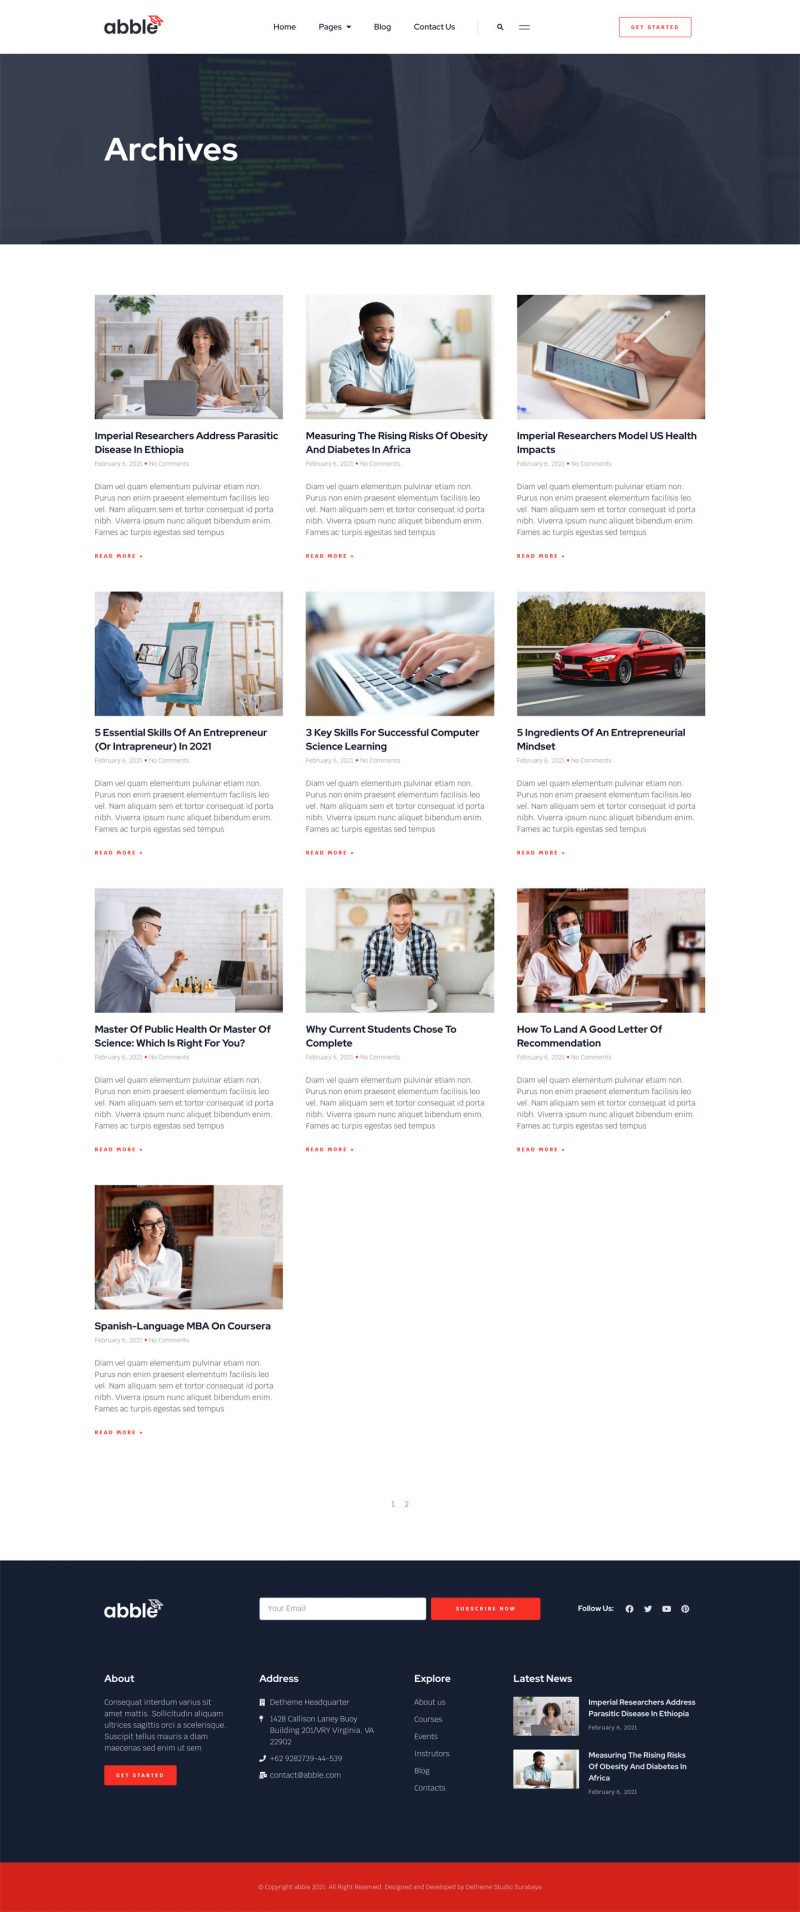 abble
Home Pages Blog Contact Us
GET STARTED
Archives
Imperial Researchers Address Parasitic
Disease In Ethiopia
February 6, 2021 • No Comments
Diam vel quam elementum pulvinar etiam non.
Purus non enim praesent elementum facilisis leo
vel. Nam aliquam sem et tortor consequat id porta
nibh. Viverra ipsum nunc aliquet bibendum enim.
Fames ac turpis egestas sed tempus
READ MORE »
Measuring The Rising Risks Of Obesity
And Diabetes In Africa
February 6, 2021 • No Comments
Diam vel quam elementum pulvinar etiam non.
Purus non enim praesent elementum facilisis leo
vel. Nam aliquam sem et tortor consequat id porta
nibh. Viverra ipsum nunc aliquet bibendum enim.
Fames ac turpis egestas sed tempus
READ MORE »
Imperial Researchers Model US Health
Impacts
February 6, 2021 • No Comments
Diam vel quam elementum pulvinar etiam non.
Purus non enim praesent elementum facilisis leo
vel. Nam aliquam sem et tortor consequat id porta
nibh. Viverra ipsum nunc aliquet bibendum enim.
Fames ac turpis egestas sed tempus
READ MORE »
5 Essential Skills Of An Entrepreneur
(Or Intrapreneur) In 2021
February 6, 2021 • No Comments
Diam vel quam elementum pulvinar etiam non.
Purus non enim praesent elementum facilisis leo
vel. Nam aliquam sem et tortor consequat id porta
nibh. Viverra ipsum nunc aliquet bibendum enim.
Fames ac turpis egestas sed tempus
READ MORE »
3 Key Skills For Successful Computer
Science Learning
February 6, 2021 • No Comments
Diam vel quam elementum pulvinar etiam non.
Purus non enim praesent elementum facilisis leo
vel. Nam aliquam sem et tortor consequat id porta
nibh. Viverra ipsum nunc aliquet bibendum enim.
Fames ac turpis egestas sed tempus
READ MORE »
5 Ingredients Of An Entrepreneurial
Mindset
February 6, 2021 • No Comments
Diam vel quam elementum pulvinar etiam non.
Purus non enim praesent elementum facilisis leo
vel. Nam aliquam sem et tortor consequat id porta
nibh. Viverra ipsum nunc aliquet bibendum enim.
Fames ac turpis egestas sed tempus
READ MORE »
Master Of Public Health Or Master Of
Science: Which Is Right For You?
February 6, 2021 • No Comments
Diam vel quam elementum pulvinar etiam non.
Purus non enim praesent elementum facilisis leo
vel. Nam aliquam sem et tortor consequat id porta
nibh. Viverra ipsum nunc aliquet bibendum enim.
Fames ac turpis egestas sed tempus
READ MORE »
Why Current Students Chose To
Complete
February 6, 2021 • No Comments
Diam vel quam elementum pulvinar etiam non.
Purus non enim praesent elementum facilisis leo
vel. Nam aliquam sem et tortor consequat id porta
nibh. Viverra ipsum nunc aliquet bibendum enim.
Fames ac turpis egestas sed tempus
READ MORE »
How To Land A Good Letter Of
Recommendation
February 6, 2021 • No Comments
Diam vel quam elementum pulvinar etiam non.
Purus non enim praesent elementum facilisis leo
vel. Nam aliquam sem et tortor consequat id porta
nibh. Viverra ipsum nunc aliquet bibendum enim.
Fames ac turpis egestas sed tempus
READ MORE »
Spanish-Language MBA On Coursera
February 6, 2021 • No Comments
Diam vel quam elementum pulvinar etiam non.
Purus non enim praesent elementum facilisis leo
vel. Nam aliquam sem et tortor consequat id porta
nibh. Viverra ipsum nunc aliquet bibendum enim.
Fames ac turpis egestas sed tempus
READ MORE »
1 2
abble
Your Email
SUBSCRIBE NOW
Follow Us:
About
Consequat interdum varius sit
amet mattis. Sollicitudin aliquam
ultrices sagittis orci a scelerisque.
Suscipit tellus mauris a diam
maecenas sed enim ut sem
GET STARTED
Address
Detheme Headquarter
1428 Callison Laney Buoy
Building 201/VRY Virginia, VA
22902
+62 9282739-44-539
contact@abble.com
Explore
About us
Courses
Events
Instrutors
Blog
Contacts
Latest News
Imperial Researchers Address
Parasitic Disease In Ethiopia
February 6, 2021
Measuring The Rising Risks
Of Obesity And Diabetes In
Africa
February 6, 2021
© Copyright abble 2021. All Right Reserved. Designed and Developed by Detheme Studio Surabaya